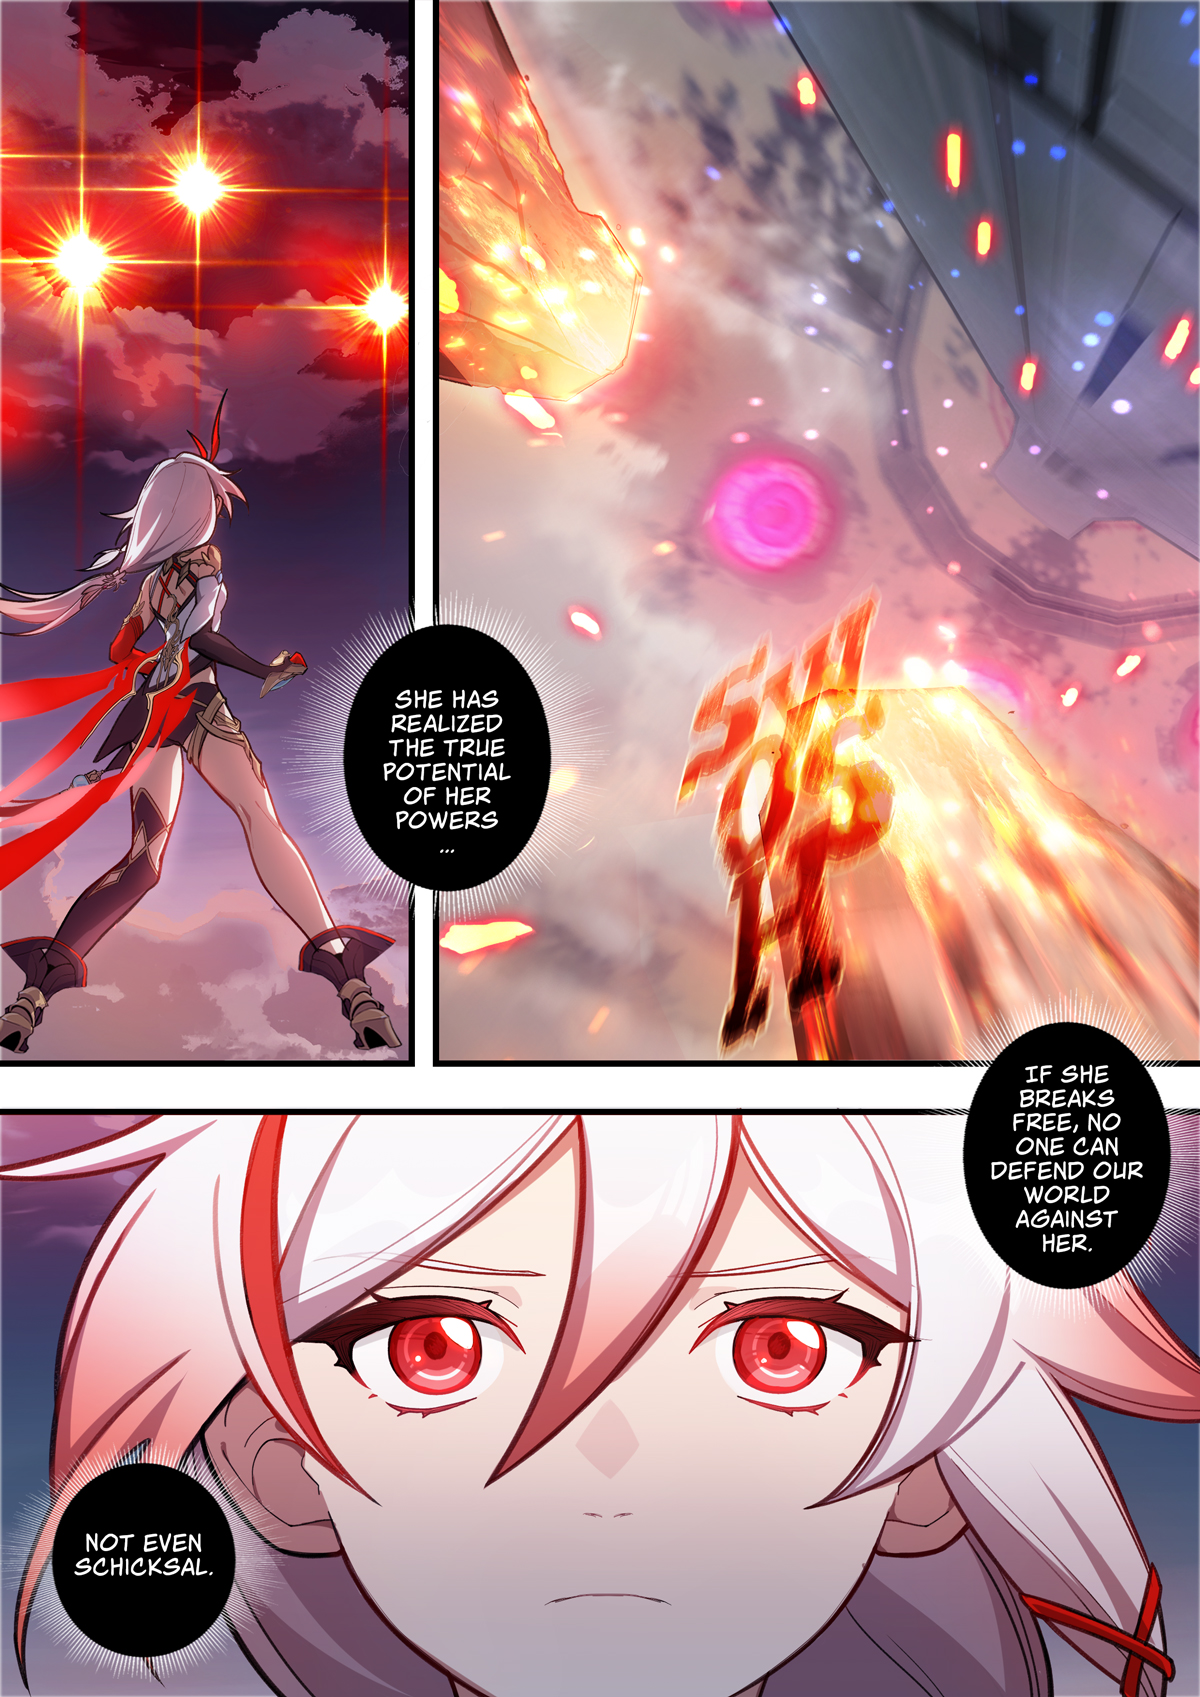 SHE HAS
REALIZED
THE TRUE
POTENTIAL
OF HER
POWERS
...
IF SHE
BREAKS
FREE, NO
ONE CAN
DEFEND OUR
WORLD
AGAINST
HER.
NOT EVEN
SCHICKSAL.